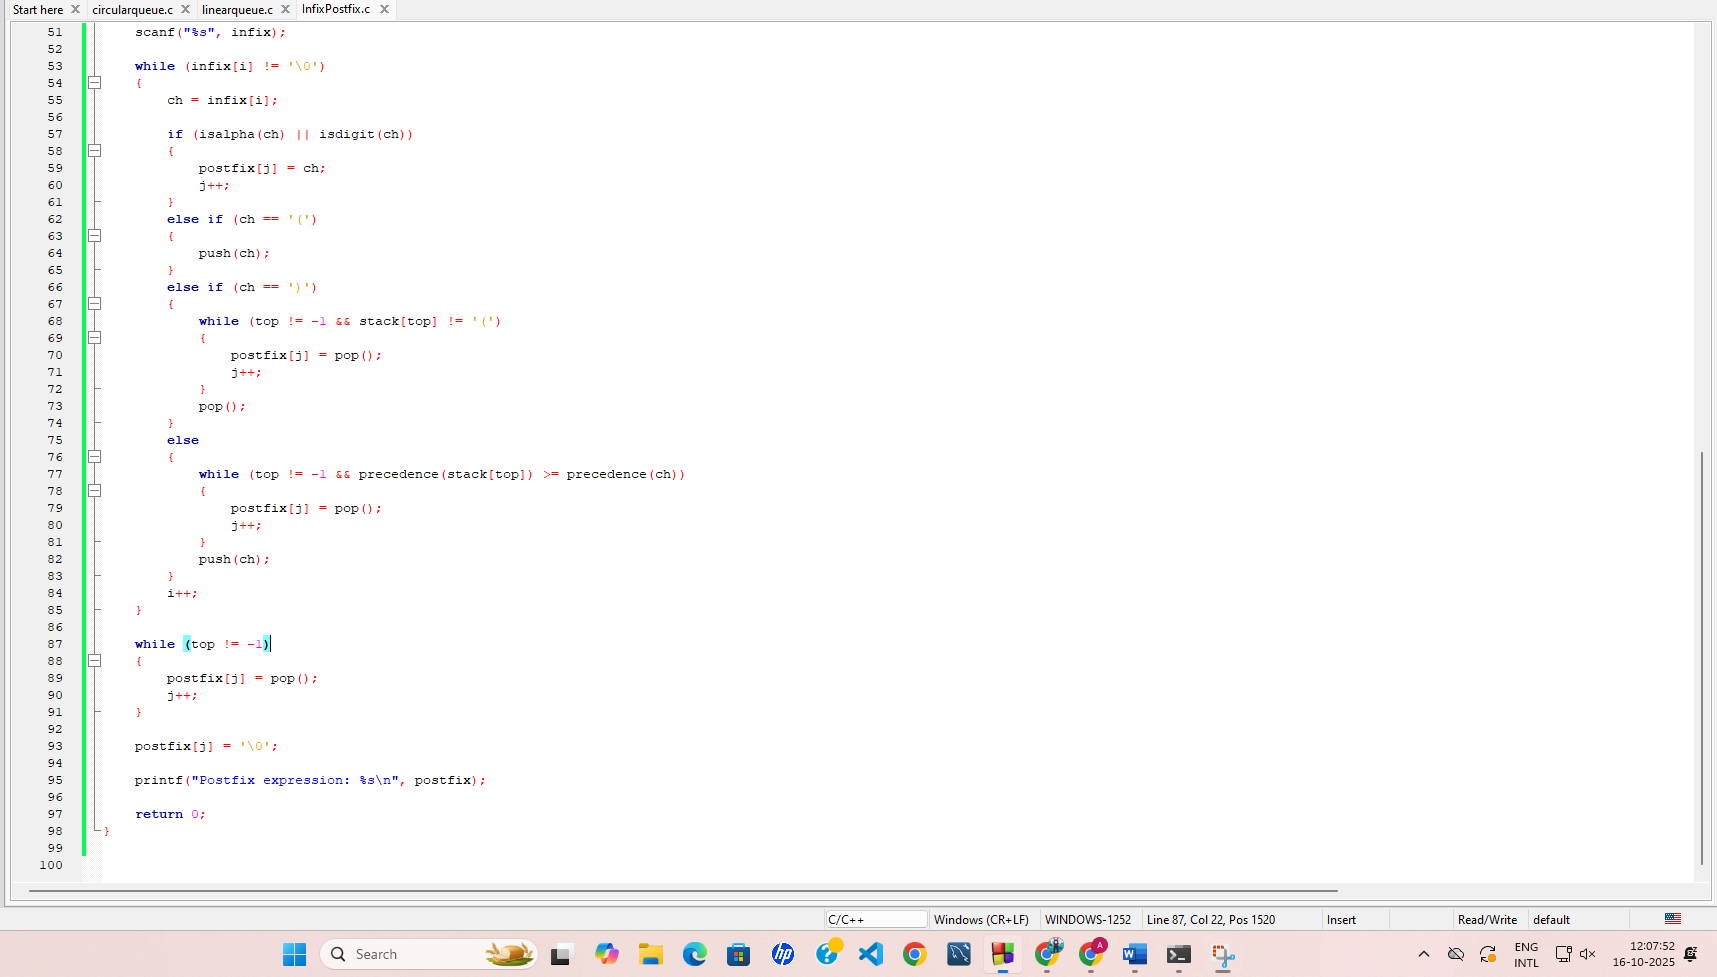 Start here circularqueue.c linearqueue.c InfixPostfix.c
51 scanf("%s", infix);
52
53 while (infix[i] != '\0')
54 {
55 ch = infix[i];
56
57 if (isalpha(ch) || isdigit(ch))
58 {
59 postfix[j] = ch;
60 j++;
61 }
62 else if (ch == '(')
63 {
64 push(ch);
65 }
66 else if (ch == ')')
67 {
68 while (top != -1 && stack[top] != '(')
69 {
70 postfix[j] = pop();
71 j++;
72 }
73 pop();
74 }
75 else
76 {
77 while (top != -1 && precedence(stack[top]) >= precedence(ch))
78 {
79 postfix[j] = pop();
80 j++;
81 }
82 push(ch);
83 }
84 i++;
85 }
86
87 while (top != -1)
88 {
89 postfix[j] = pop();
90 j++;
91 }
92
93 postfix[j] = '\0';
94
95 printf("Postfix expression: %s\n", postfix);
96
97 return 0;
98 }
99
100
C/C++ Windows (CR+LF) WINDOWS-1252 Line 87, Col 22, Pos 1520 Insert Read/Write default
Search ENG INTL 12:07:52 16-10-2025